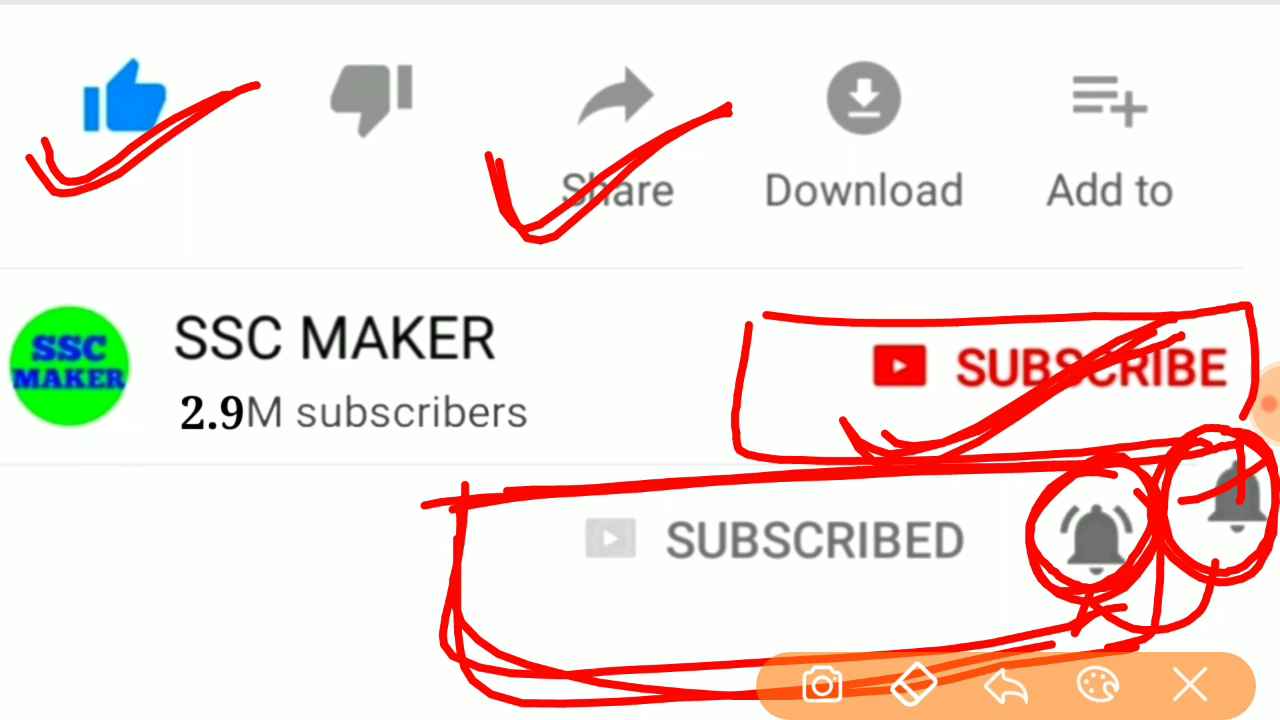 Share Download Add to
SSC
MAKER
SSC MAKER
2.9M subscribers
SUBSCRIBE
SUBSCRIBED